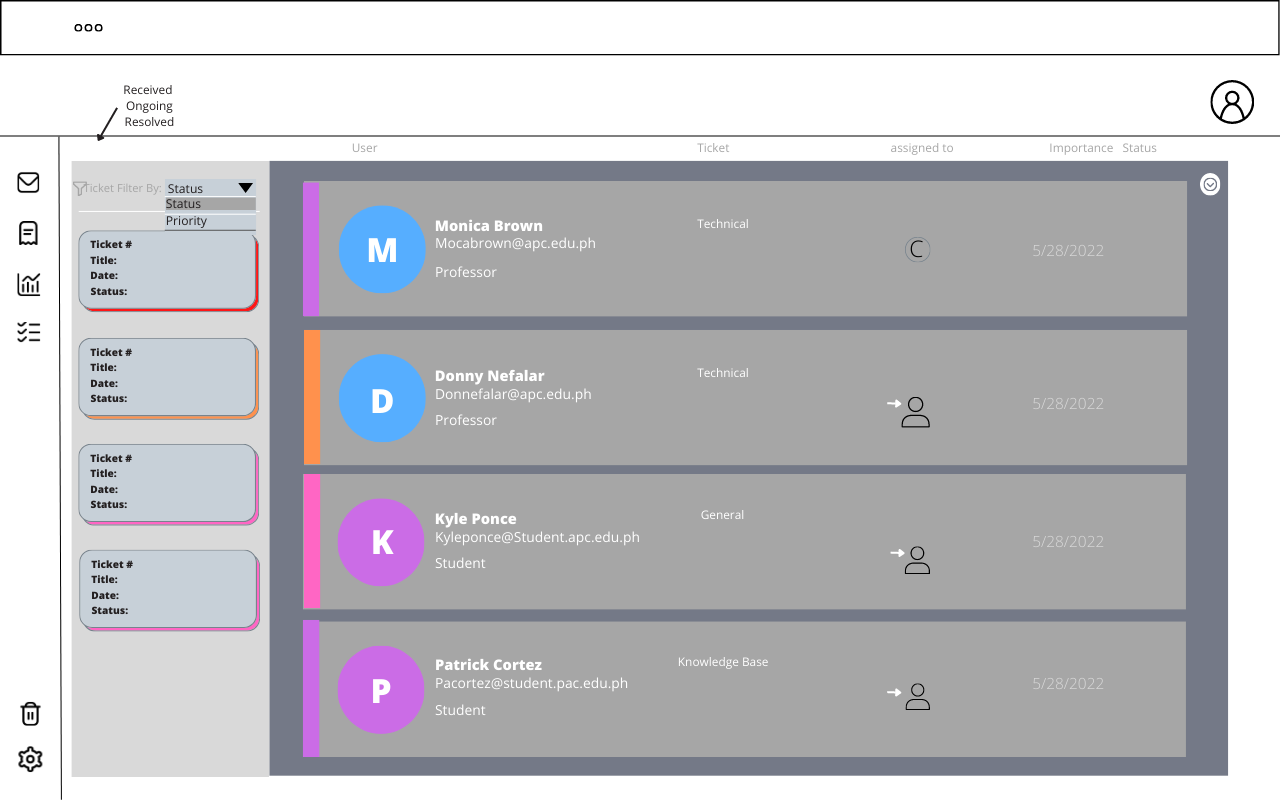 Received
Ongoing
Resolved
User
Ticket
assigned to
Importance
Status
Ticket Filter By:
Status
Status
Priority
Ticket #
Title:
Date:
Status:
Ticket #
Title:
Date:
Status:
Ticket #
Title:
Date:
Status:
Ticket #
Title:
Date:
Status:
M
Monica Brown
Mocabrown@apc.edu.ph
Professor
Technical
C
5/28/2022
D
Donny Nefalar
Donnefalar@apc.edu.ph
Professor
Technical
5/28/2022
K
Kyle Ponce
Kyleponce@Student.apc.edu.ph
Student
General
5/28/2022
P
Patrick Cortez
Pacortez@student.pac.edu.ph
Student
Knowledge Base
5/28/2022